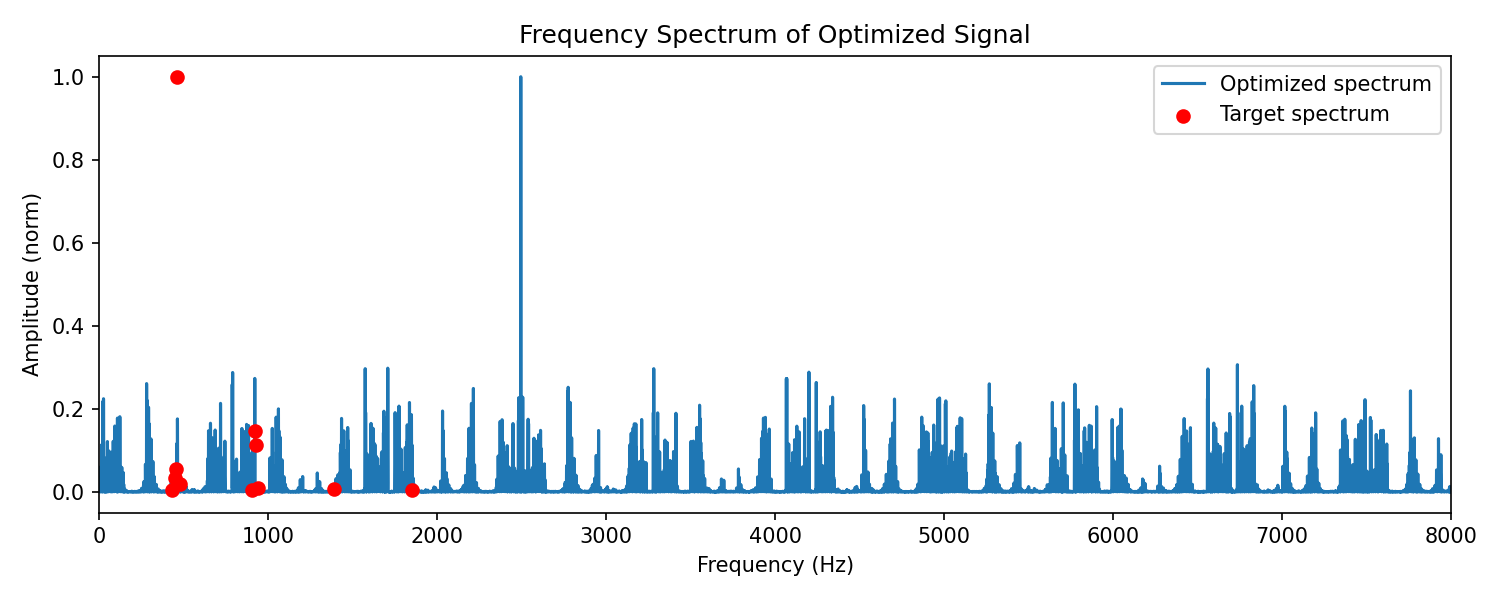 Frequency Spectrum of Optimized Signal
Optimized spectrum
Target spectrum
Amplitude (norm)
1.0
0.8
0.6
0.4
0.2
0.0
0 1000 2000 3000 4000 5000 6000 7000 8000
Frequency (Hz)